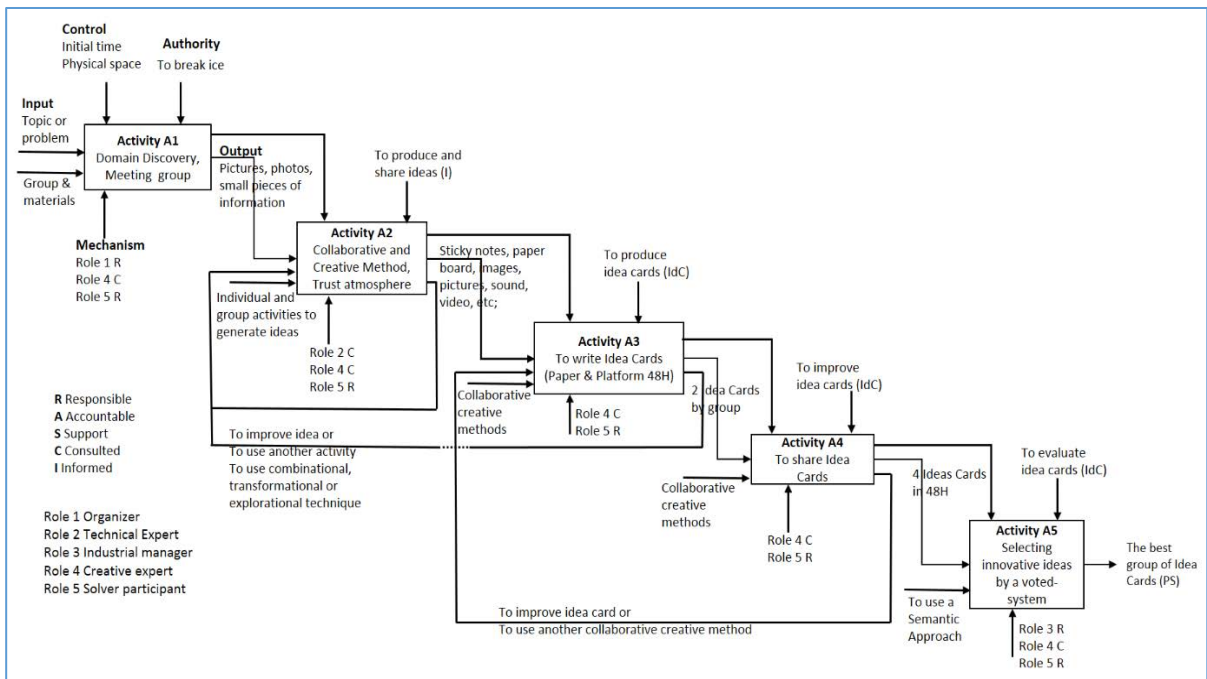 Control
Initial time
Physical space
Authority
To break ice
Input
Topic or
problem
Group &
materials
Activity A1
Domain Discovery,
Meeting group
Mechanism
Role 1 R
Role 4 C
Role 5 R
Output
Pictures, photos,
small pieces of
information
To produce and
share ideas (I)
Activity A2
Collaborative and
Creative Method,
Trust atmosphere
Individual and
group activities to
generate ideas
Role 2 C
Role 4 C
Role 5 R
Sticky notes, paper
board, images,
pictures, sound,
video, etc;
To produce
idea cards (IdC)
Activity A3
To write Idea Cards
(Paper & Platform 48H)
Collaborative
creative
methods
Role 4 C
Role 5 R
2 Idea Cards
by group
To improve
idea cards (IdC)
Activity A4
To share Idea
Cards
Collaborative
creative
methods
Role 4 C
Role 5 R
4 Ideas Cards
in 48H
To evaluate
idea cards (IdC)
Activity A5
Selecting
innovative ideas
by a voted-
system
To use a
Semantic
Approach
Role 3 R
Role 4 C
Role 5 R
The best
group of Idea
Cards (PS)
To improve idea or
To use another activity
To use combinational,
transformational or
explorational technique
To improve idea card or
To use another collaborative creative method
R Responsible
A Accountable
S Support
C Consulted
I Informed
Role 1 Organizer
Role 2 Technical Expert
Role 3 Industrial manager
Role 4 Creative expert
Role 5 Solver participant